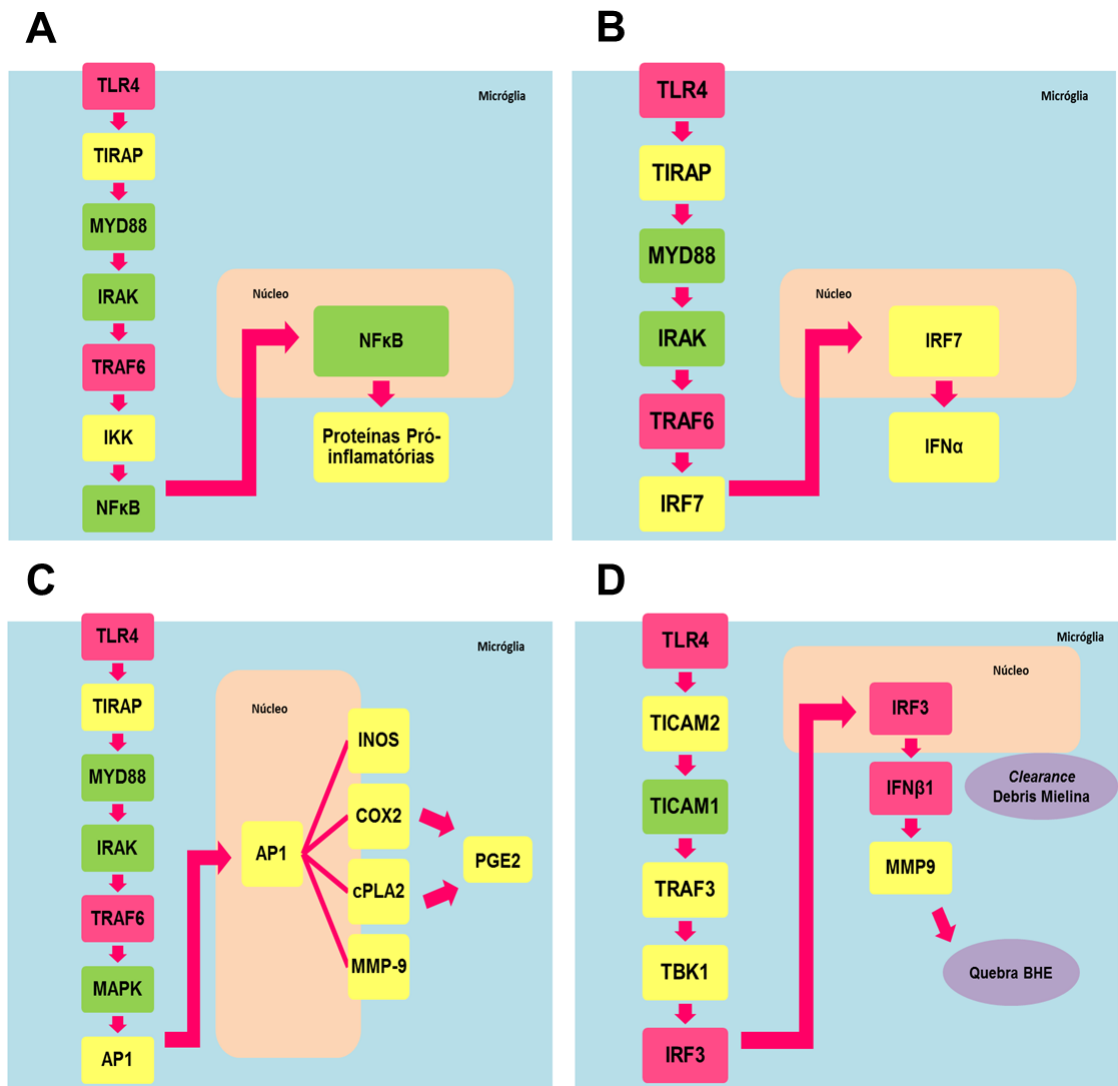 A
TLR4
Micróglia
TIRAP
MYD88
IRAK
TRAF6
IKK
NFκB
Núcleo
NFκB
Proteínas Pró-
inflamatórias
B
TLR4
Micróglia
TIRAP
MYD88
IRAK
TRAF6
IRF7
Núcleo
IRF7
IFNα
C
TLR4
Micróglia
TIRAP
MYD88
IRAK
TRAF6
MAPK
AP1
Núcleo
AP1
INOS
COX2
cPLA2
MMP-9
PGE2
D
TLR4
Micróglia
TICAM2
TICAM1
TRAF3
TBK1
IRF3
Núcleo
IRF3
IFNβ1
Clearance
Debris Mielina
MMP9
Quebra BHE